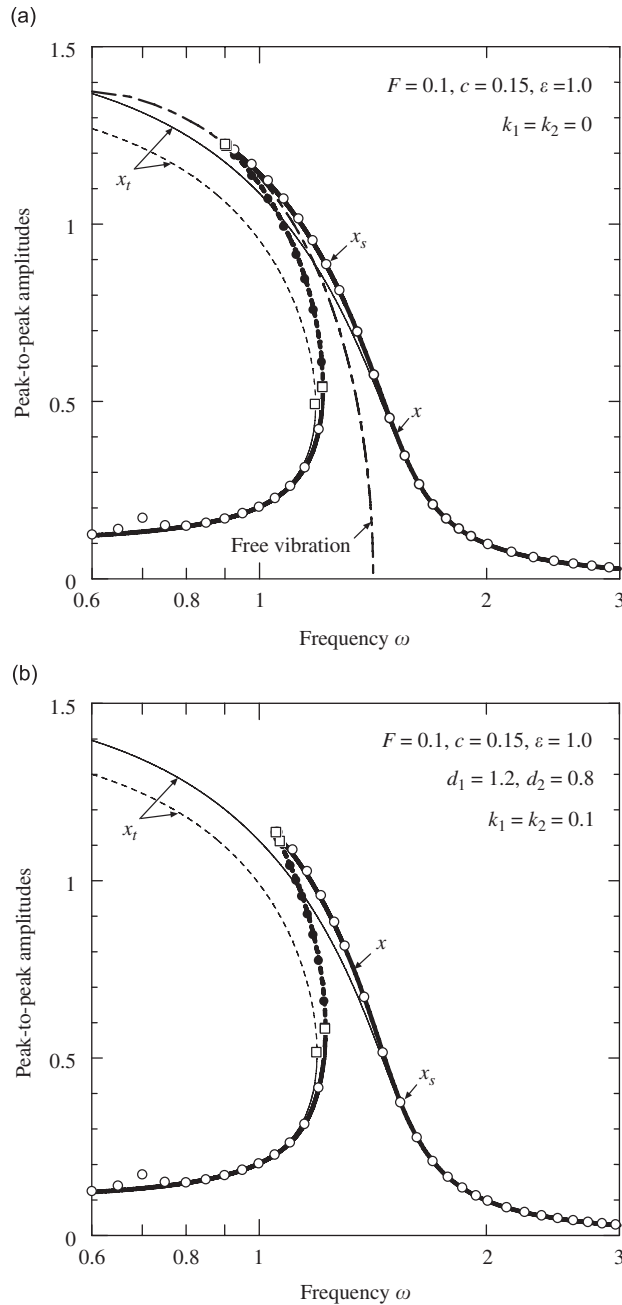 (a)
1.5
F = 0.1, c = 0.15, ε = 1.0
k₁ = k₂ = 0
xₜ
1
xₛ
Peak-to-peak amplitudes
0.5
x
Free vibration
0
0.6 0.8 1 2 3
Frequency ω
(b)
1.5
F = 0.1, c = 0.15, ε = 1.0
d₁ = 1.2, d₂ = 0.8
xₜ
k₁ = k₂ = 0.1
1
x
Peak-to-peak amplitudes
0.5
xₛ
0
0.6 0.8 1 2 3
Frequency ω